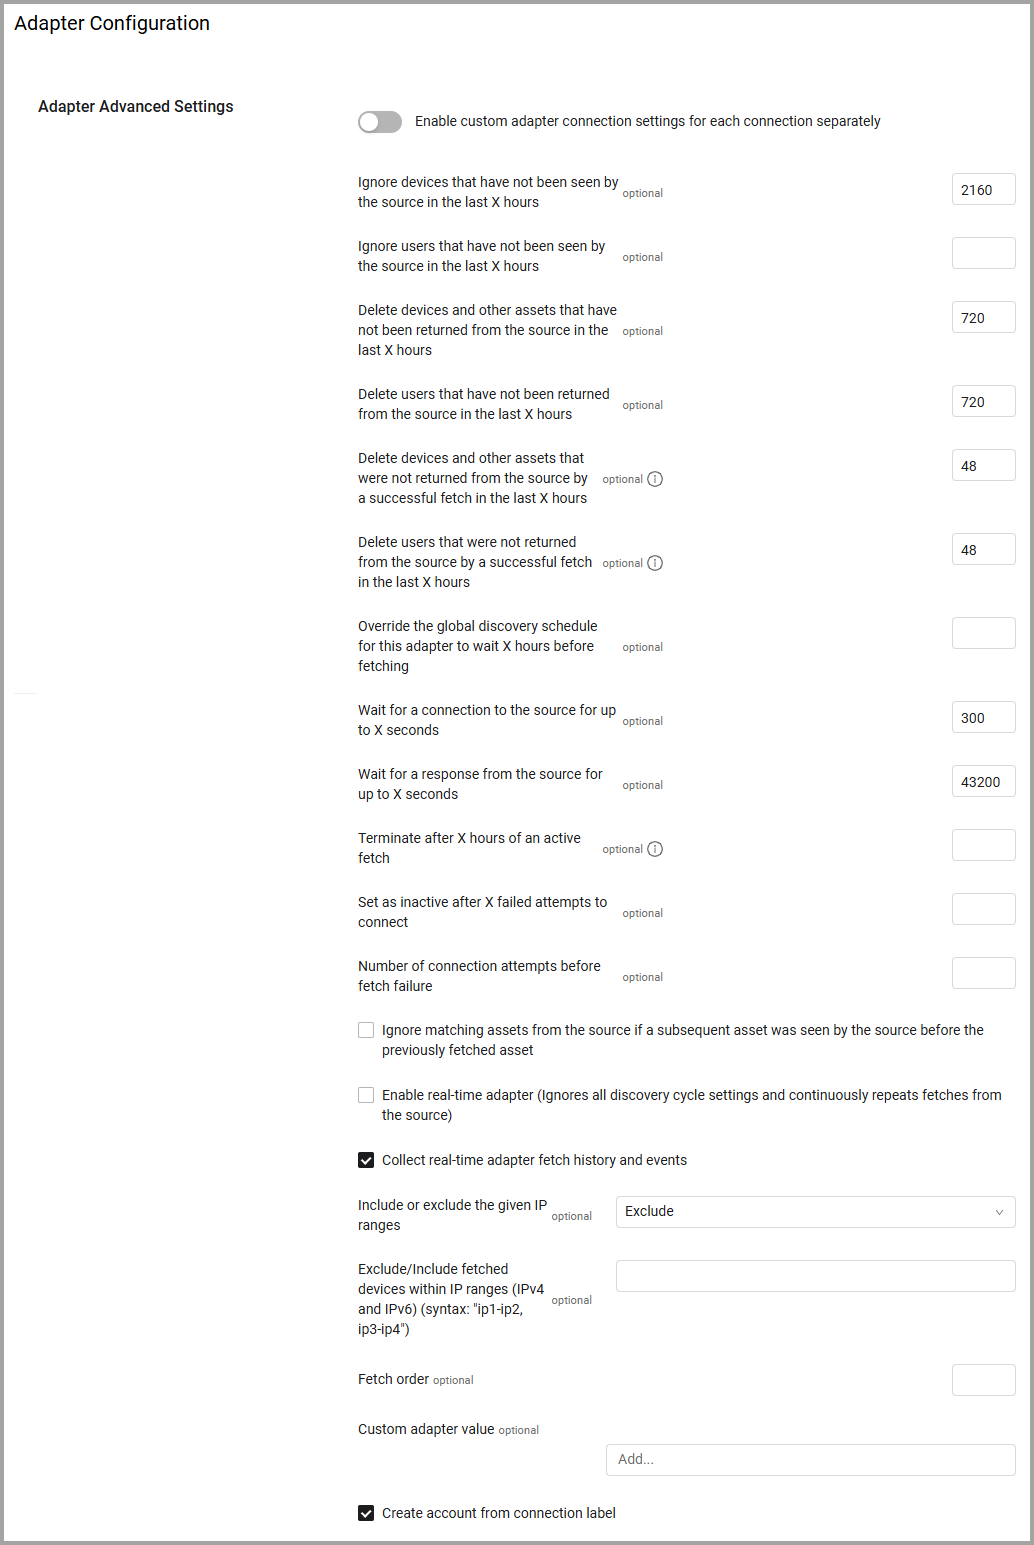 Adapter Configuration
Adapter Advanced Settings
Enable custom adapter connection settings for each connection separately
Ignore devices that have not been seen by
the source in the last X hours
optional
2160
Ignore users that have not been seen by
the source in the last X hours
optional
Delete devices and other assets that have
not been returned from the source in the
last X hours
optional
720
Delete users that have not been returned
from the source in the last X hours
optional
720
Delete devices and other assets that
were not returned from the source by
a successful fetch in the last X hours
optional
48
Delete users that were not returned
from the source by a successful fetch
in the last X hours
optional
48
Override the global discovery schedule
for this adapter to wait X hours before
fetching
optional
Wait for a connection to the source for up
to X seconds
optional
300
Wait for a response from the source for
up to X seconds
optional
43200
Terminate after X hours of an active
fetch
optional
Set as inactive after X failed attempts to
connect
optional
Number of connection attempts before
fetch failure
optional
Ignore matching assets from the source if a subsequent asset was seen by the source before the
previously fetched asset
Enable real-time adapter (Ignores all discovery cycle settings and continuously repeats fetches from
the source)
Collect real-time adapter fetch history and events
Include or exclude the given IP
ranges
optional
Exclude
Exclude/Include fetched
devices within IP ranges (IPv4
and IPv6) (syntax: "ip1-ip2,
ip3-ip4")
optional
Fetch order optional
Custom adapter value optional
Add...
Create account from connection label